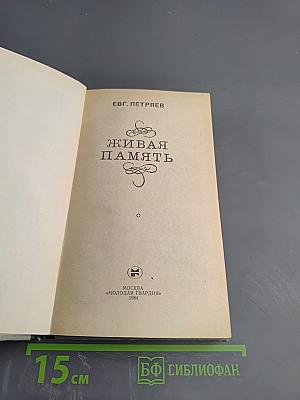 ЕВГ. ПЕТРЯЕВ
ЖИВАЯ
ПАМЯТЬ
МОСКВА
«МОЛОДАЯ ГВАРДИЯ»
1984
15 СМ
БФ БИБЛИОФАН